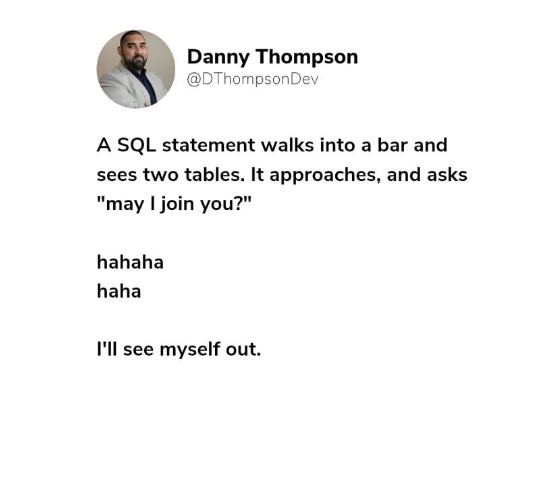 Danny Thompson
@DThompsonDev
A SQL statement walks into a bar and
sees two tables. It approaches, and asks
"may I join you?"
hahaha
haha
I'll see myself out.